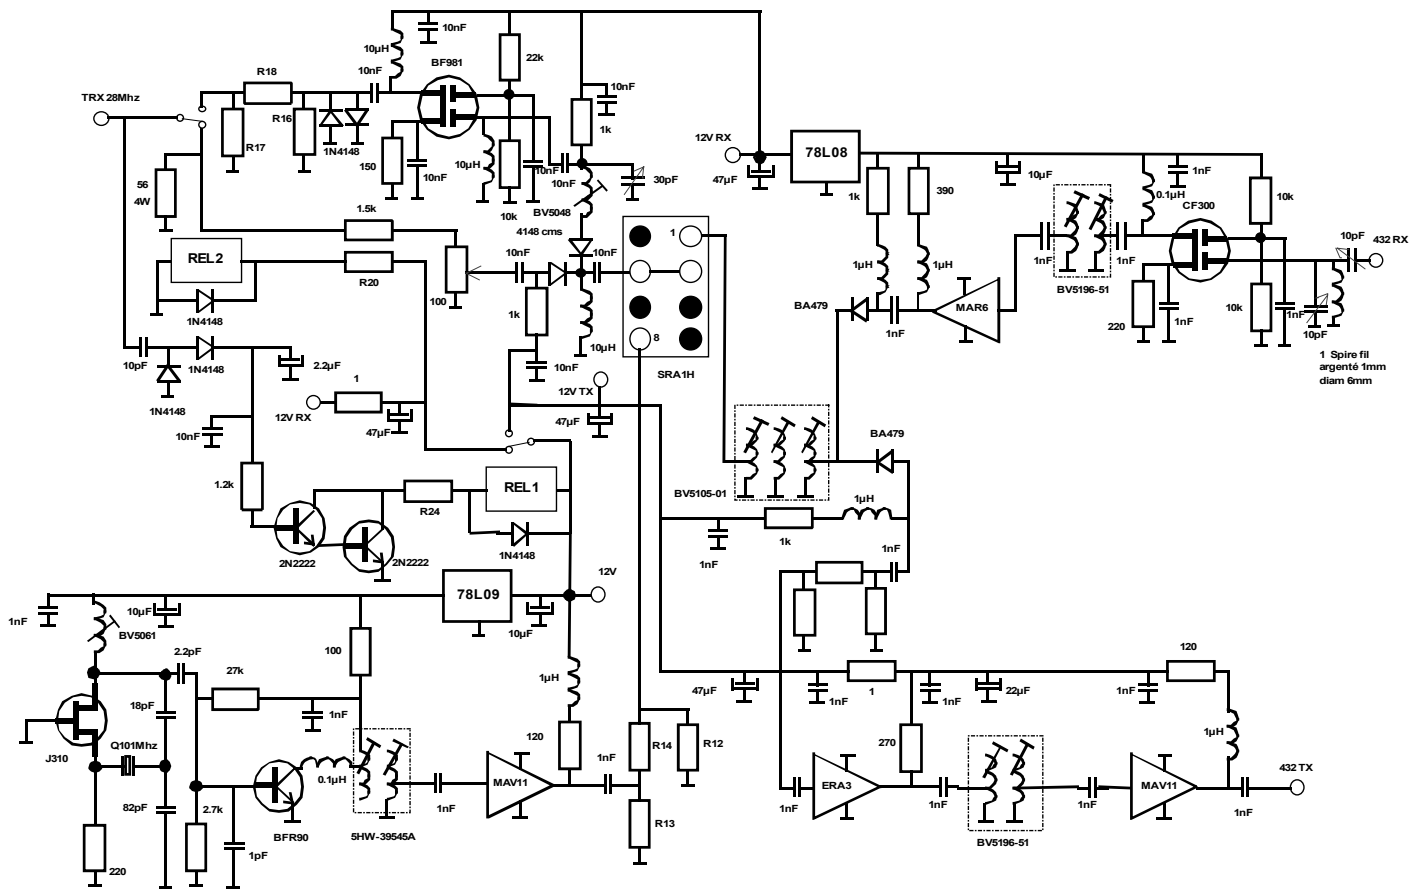 10nF
10µH
10nF
BF981
22k
10nF
R18
TRX 28Mhz
R16
R17
1N4148
150
10nF
10µH
10nF
10k
1k
10nF
30pF
BV5048
56
4W
1.5k
4148 cms
10nF
10nF
REL2
R20
100
1k
1N4148
10µH
10nF
10pF
1N4148
1N4148
2.2µF
1
12V RX
47µF
10nF
12V TX
47µF
1
8
SRA1H
12V RX
47µF
78L08
1k
390
10µF
1nF
0.1µH
CF300
10k
10pF
432 RX
1µH
1µH
1nF
1nF
BV5196-51
BA479
MAR6
1nF
220
1nF
10k
1nF
10pF
1 Spire fil
argenté 1mm
diam 6mm
BA479
BV5105-01
1µH
1k
1nF
1nF
1.2k
R24
REL1
1N4148
2N2222
2N2222
78L09
12V
10µF
1nF
10µF
BV5061
2.2pF
27k
100
1nF
18pF
J310
Q101Mhz
82pF
220
2.7k
1pF
BFR90
0.1µH
5HW-39545A
1nF
1µH
120
MAV11
1nF
R14
R12
R13
47µF
1nF
1
1nF
22µF
1nF
120
270
1µH
1nF
ERA3
1nF
BV5196-51
1nF
MAV11
1nF
432 TX